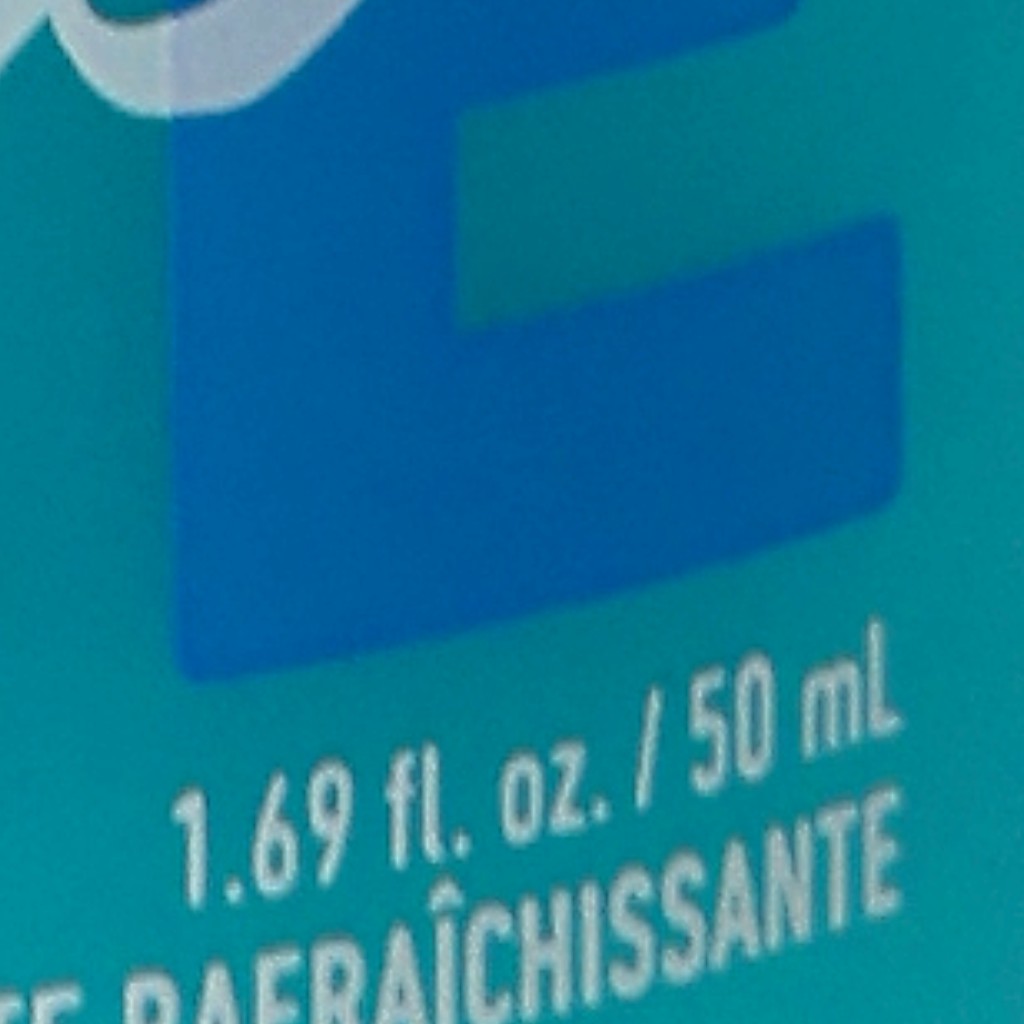 1.69 fl. oz. / 50 mL
RAFRAÎCHISSANTE